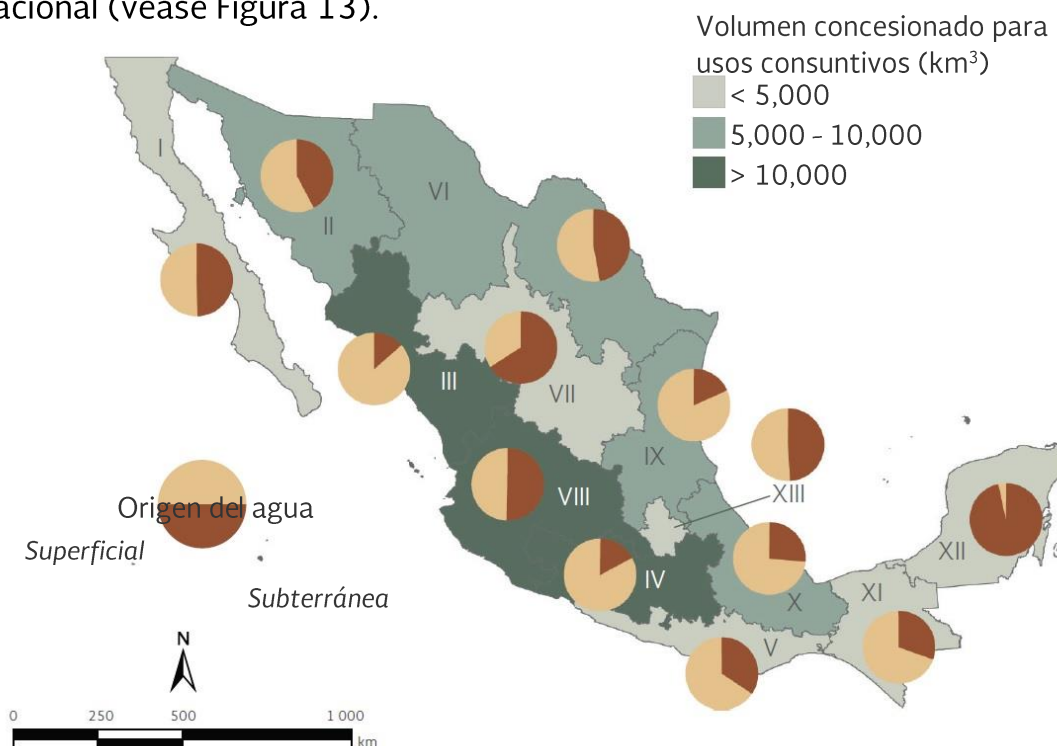 acional (véase Figura 13).
Volumen concesionado para
usos consuntivos (km³)
< 5,000
5,000 - 10,000
> 10,000
I
II
VI
III
VII
IX
VIII
XIII
IV
XII
XI
X
V
Origen del agua
Superficial
Subterránea
N
0 250 500 1 000
km